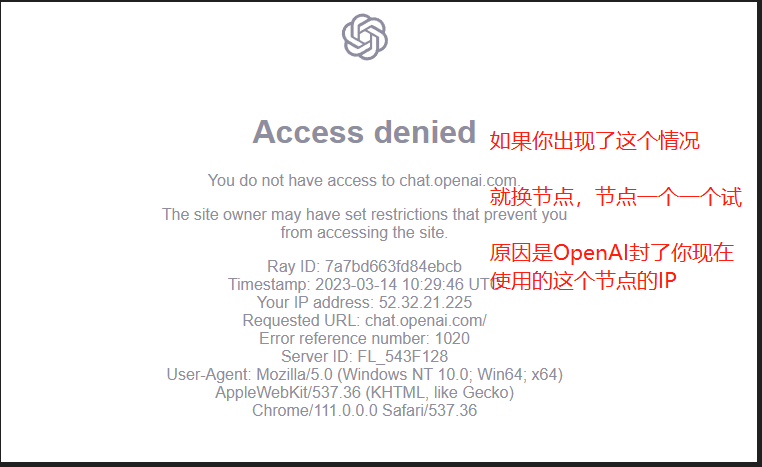 Access denied
如果你出现了这个情况
You do not have access to chat.openai.com.
就换节点，节点一个一个试
The site owner may have set restrictions that prevent you
from accessing the site.
原因是OpenAI封了你现在
使用的这个节点的IP
Ray ID: 7a7bd663fd84ebcb
Timestamp: 2023-03-14 10:29:46 UTC
Your IP address: 52.32.21.225
Requested URL: chat.openai.com/
Error reference number: 1020
Server ID: FL_543F128
User-Agent: Mozilla/5.0 (Windows NT 10.0; Win64; x64)
AppleWebKit/537.36 (KHTML, like Gecko)
Chrome/111.0.0.0 Safari/537.36